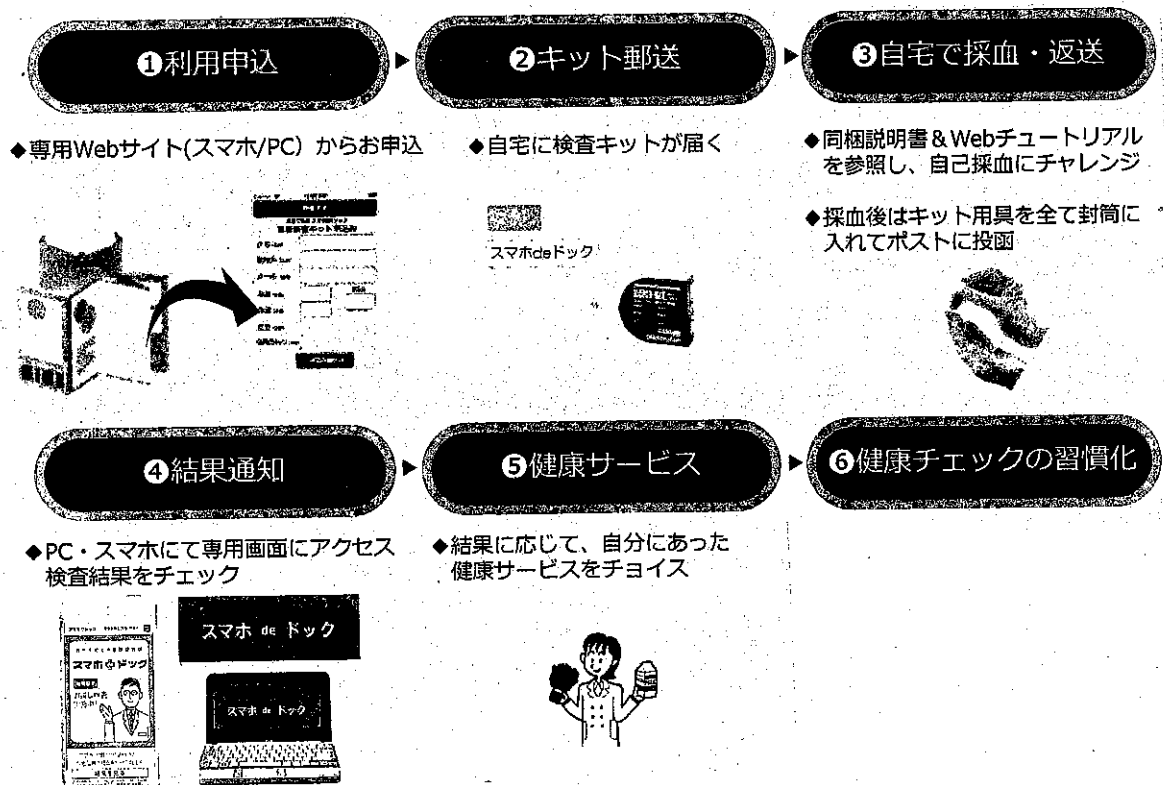 ❶利用申込
❷キット郵送
❸自宅で採血・返送
◆専用Webサイト(スマホ/PC）からお申込
◆自宅に検査キットが届く
スマホdeドック
◆同梱説明書＆Webチュートリアル
を参照し、自己採血にチャレンジ
◆採血後はキット用具を全て封筒に
入れてポストに投函
❹結果通知
❺健康サービス
❻健康チェックの習慣化
◆PC・スマホにて専用画面にアクセス
検査結果をチェック
スマホ
ドック
スマホ de ドック
スマホ de ドック
◆結果に応じて、自分にあった
健康サービスをチョイス